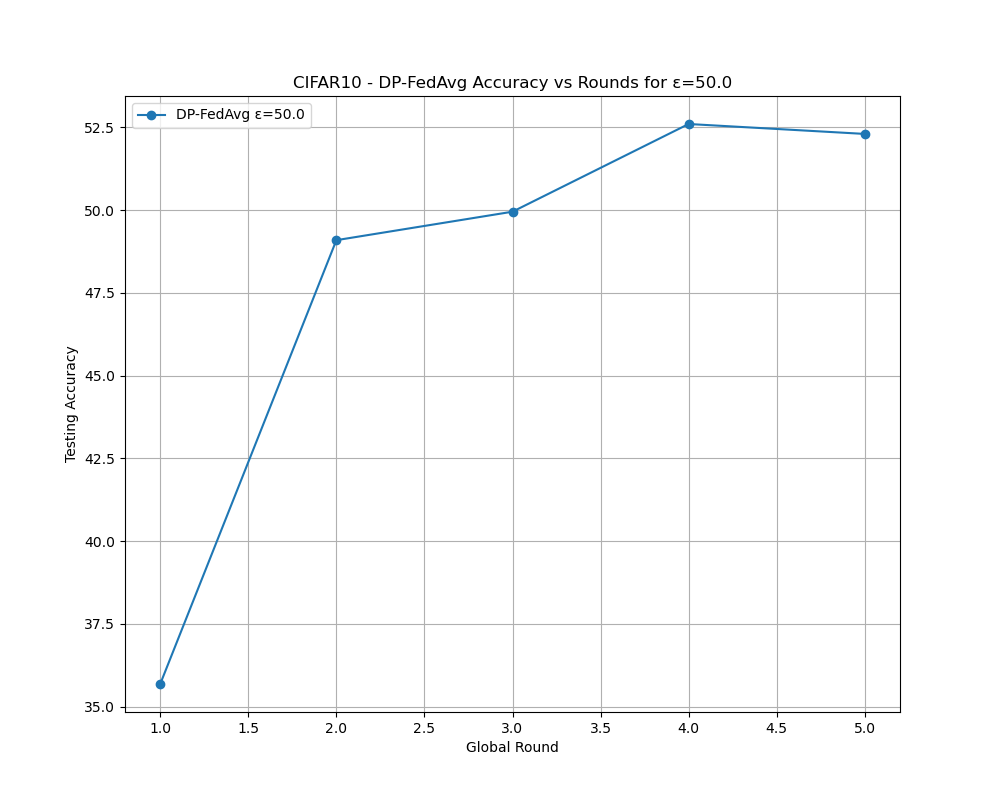 CIFAR10 - DP-FedAvg Accuracy vs Rounds for ε=50.0
DP-FedAvg ε=50.0
52.5
50.0
47.5
45.0
42.5
40.0
37.5
35.0
Testing Accuracy
1.0 1.5 2.0 2.5 3.0 3.5 4.0 4.5 5.0
Global Round